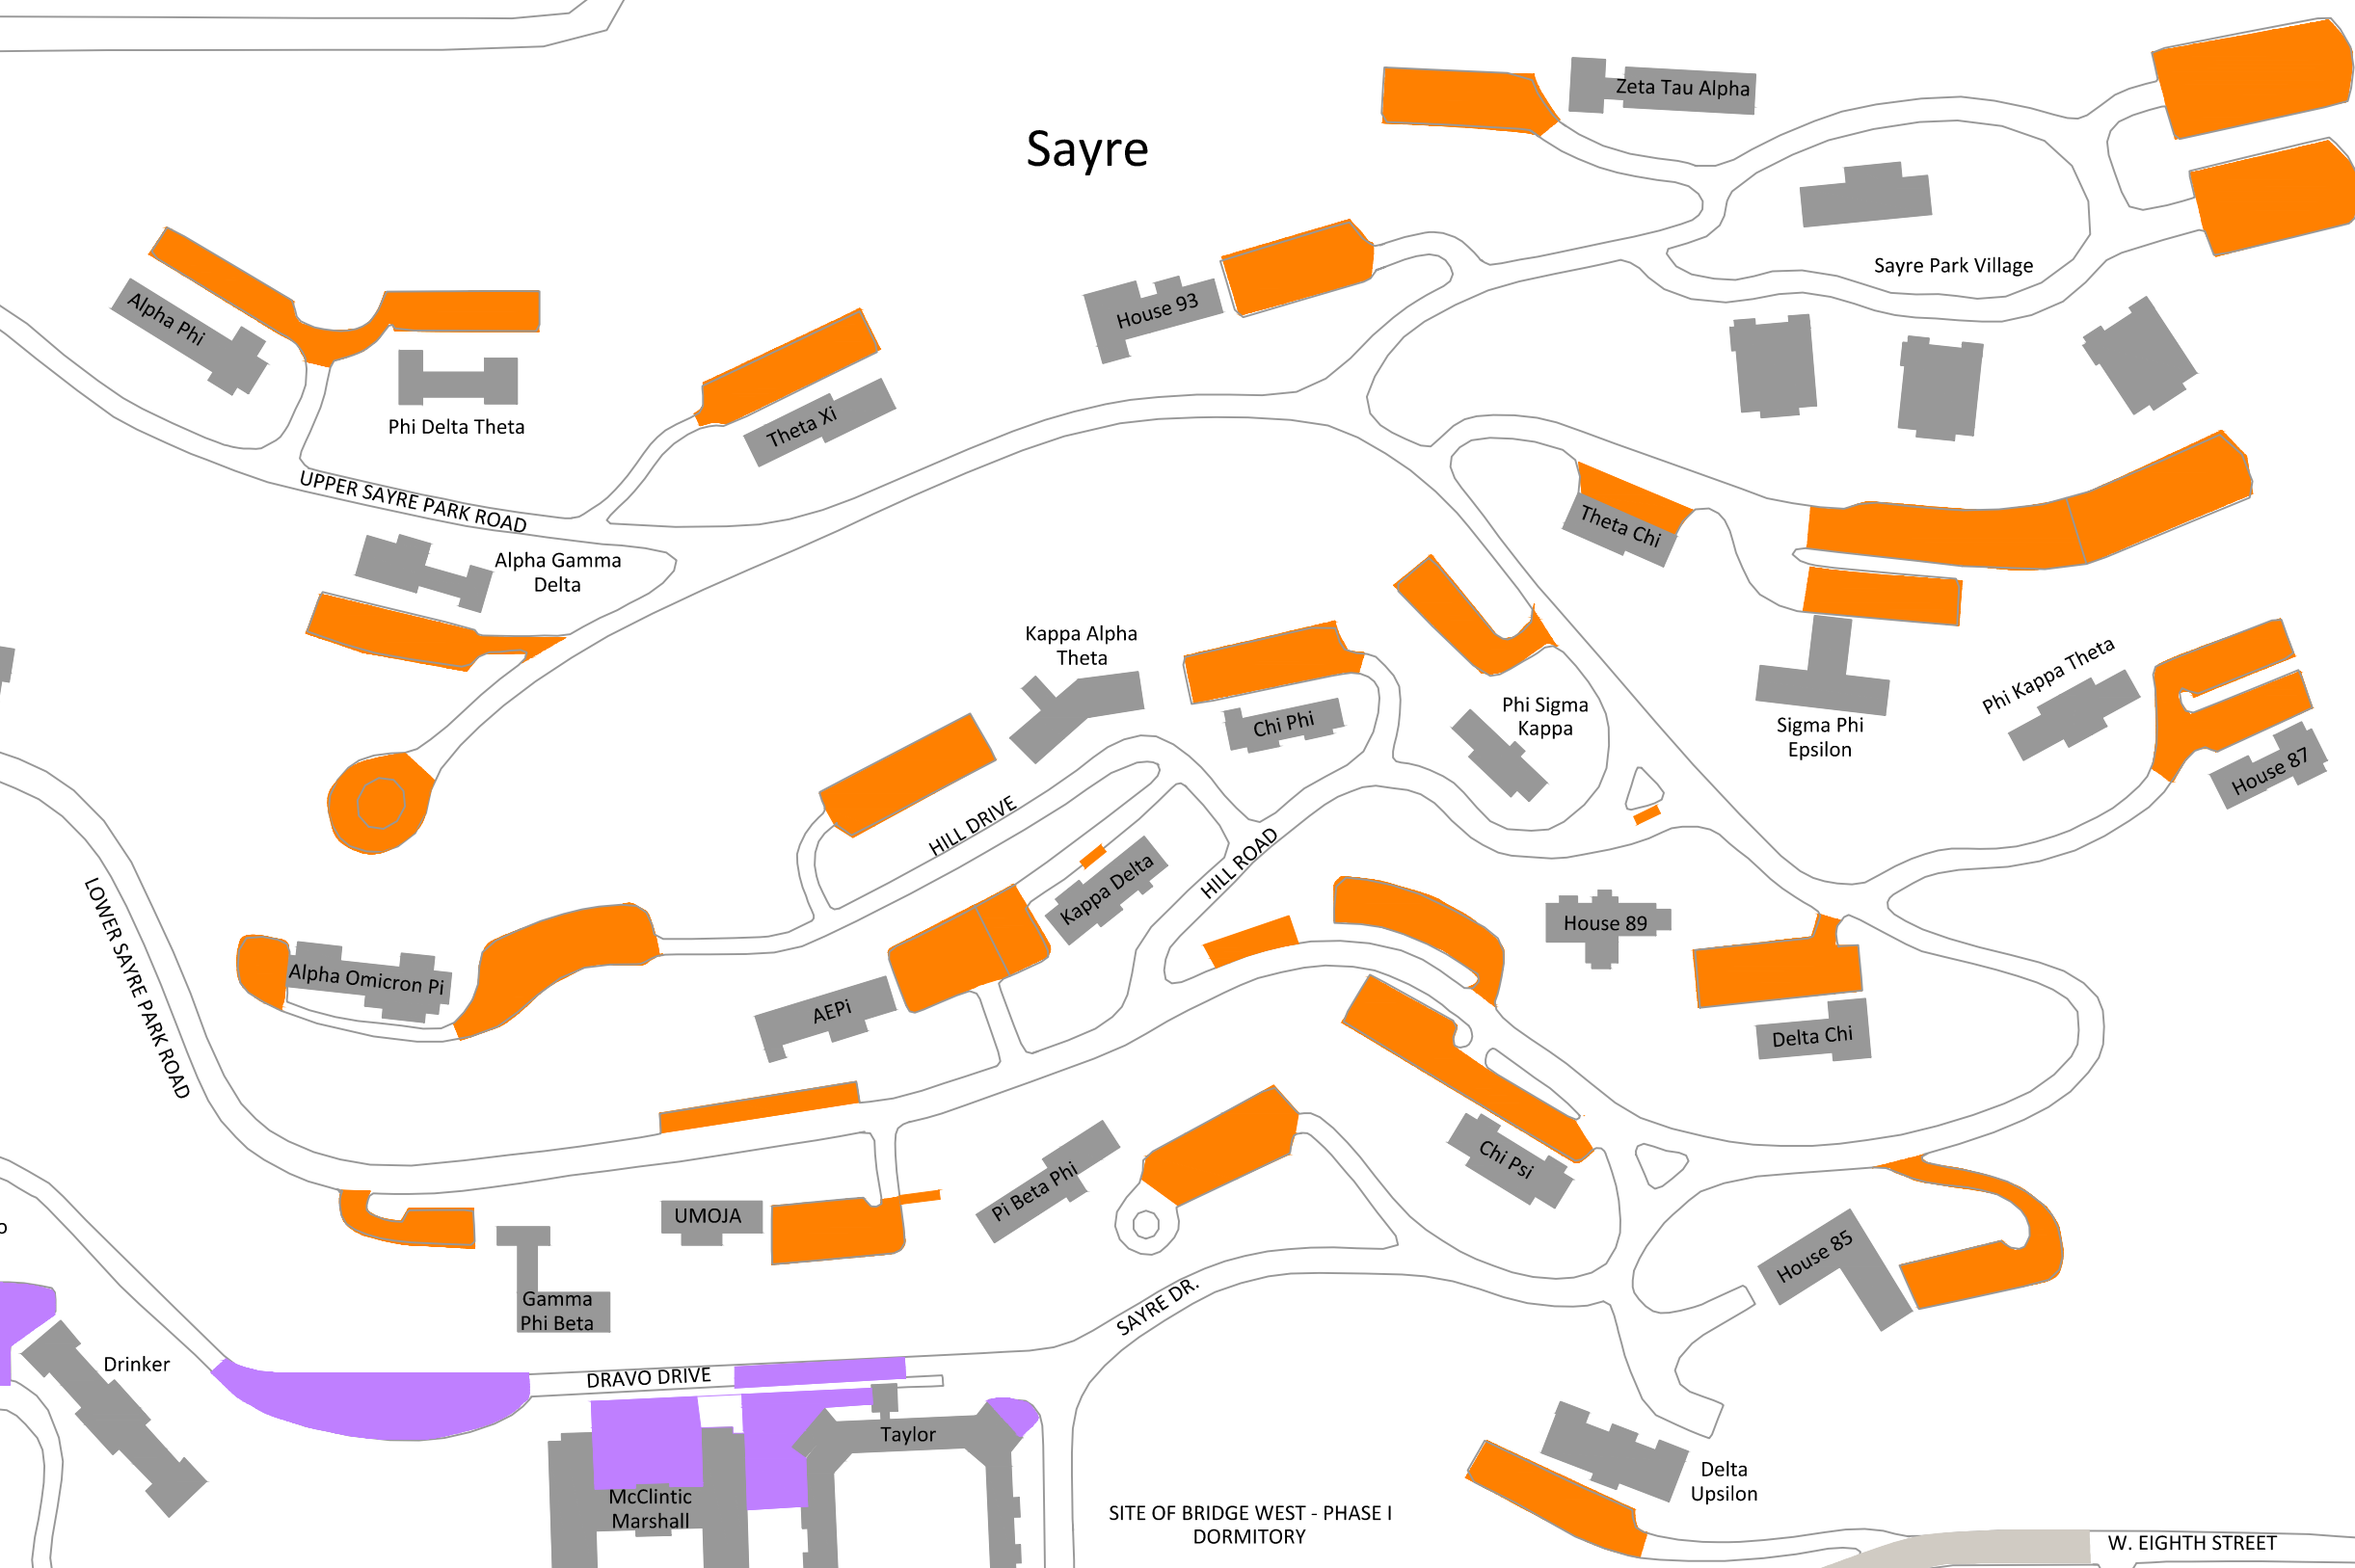 Zeta Tau Alpha
Sayre
Sayre Park Village
House 93
Alpha Phi
Phi Delta Theta
Theta Xi
UPPER SAYRE PARK ROAD
Theta Chi
Alpha Gamma
Delta
Kappa Alpha
Theta
Chi Phi
Phi Sigma
Kappa
Sigma Phi
Epsilon
Phi Kappa Theta
House 87
HILL DRIVE
HILL ROAD
Kappa Delta
LOWER SAYRE PARK ROAD
House 89
Alpha Omicron Pi
AEPi
Delta Chi
Chi Psi
Pi Beta Phi
UMOJA
o
House 85
Gamma
Phi Beta
SAYRE DR.
Drinker
DRAVO DRIVE
Taylor
McClintic
Marshall
Delta
Upsilon
SITE OF BRIDGE WEST - PHASE I
DORMITORY
W. EIGHTH STREET